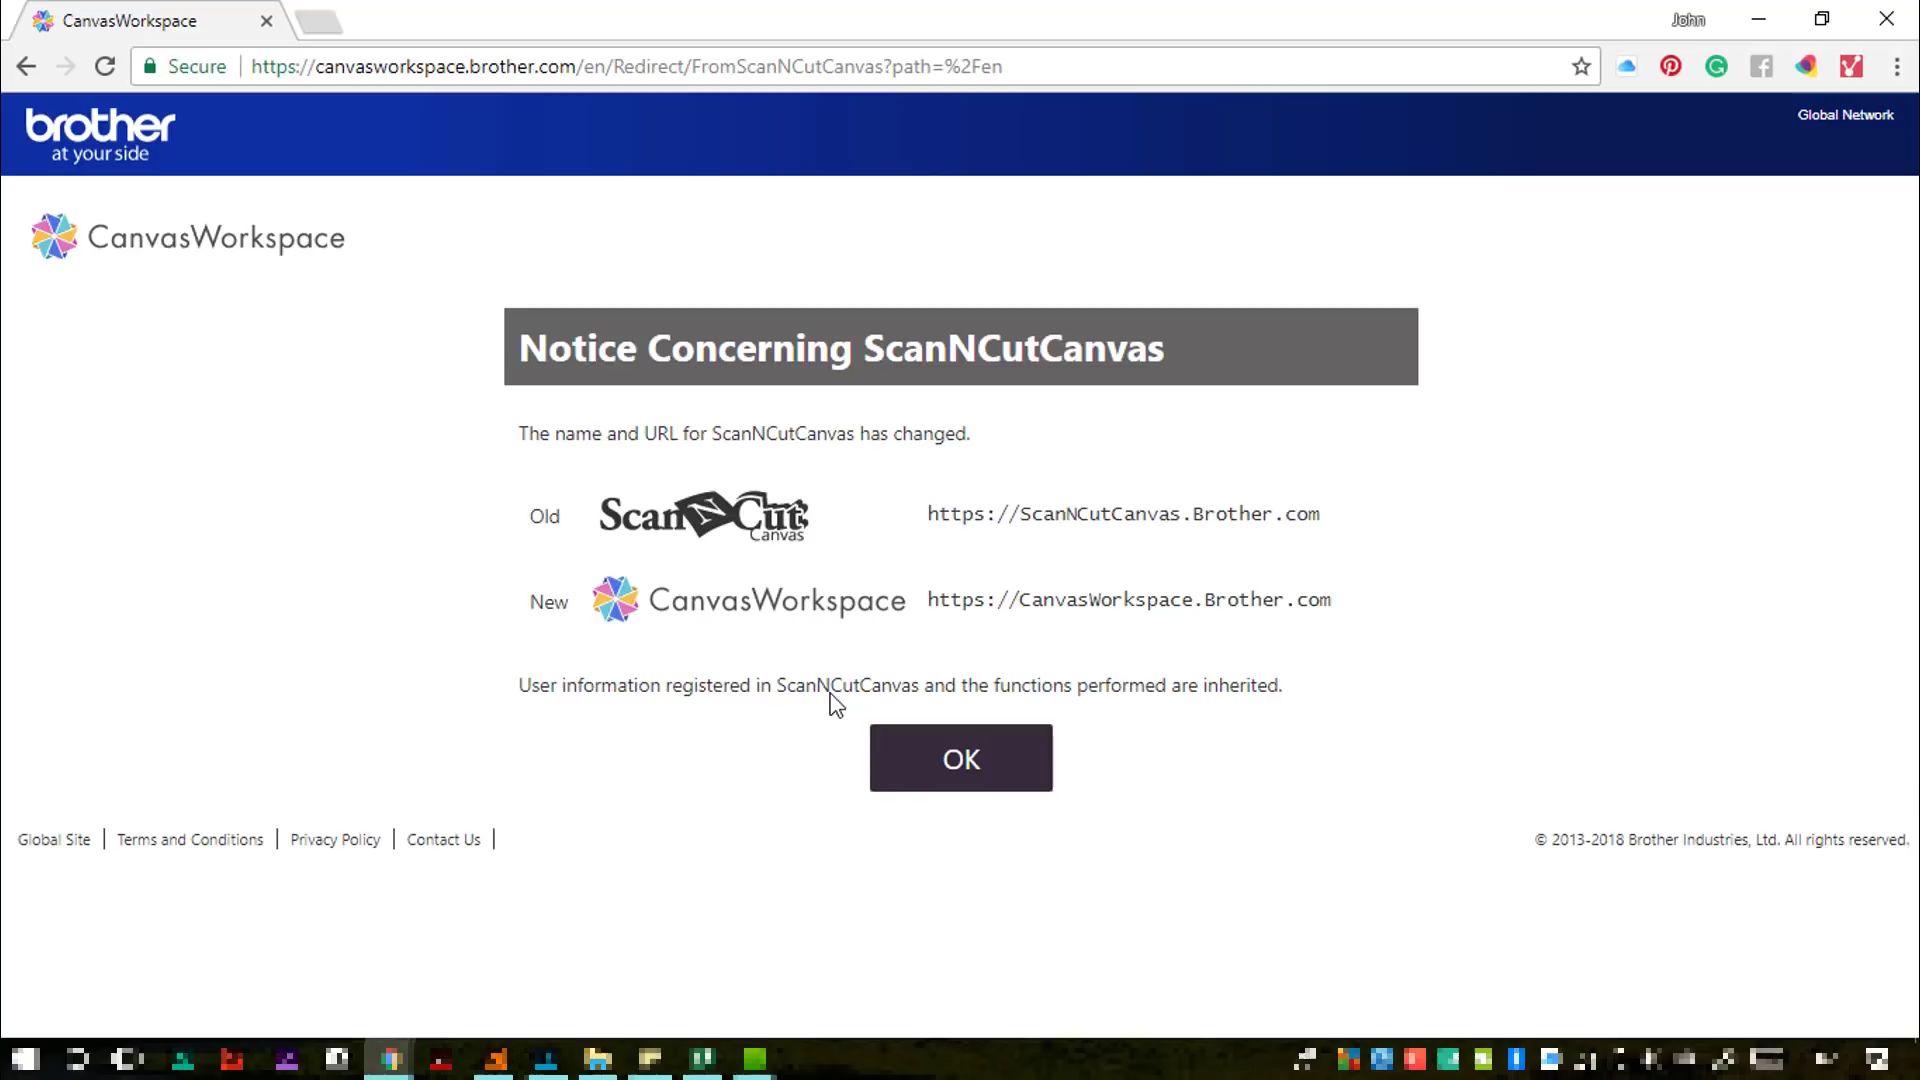 CanvasWorkspace
John
Secure https://canvasworkspace.brother.com/en/Redirect/FromScanNCutCanvas?path=%2Fen
brother
at your side
Global Network
CanvasWorkspace
Notice Concerning ScanNCutCanvas
The name and URL for ScanNCutCanvas has changed.
Old ScanNCut Canvas https://ScanNCutCanvas.Brother.com
New CanvasWorkspace https://CanvasWorkspace.Brother.com
User information registered in ScanNCutCanvas and the functions performed are inherited.
OK
Global Site | Terms and Conditions | Privacy Policy | Contact Us |
© 2013-2018 Brother Industries, Ltd. All rights reserved.